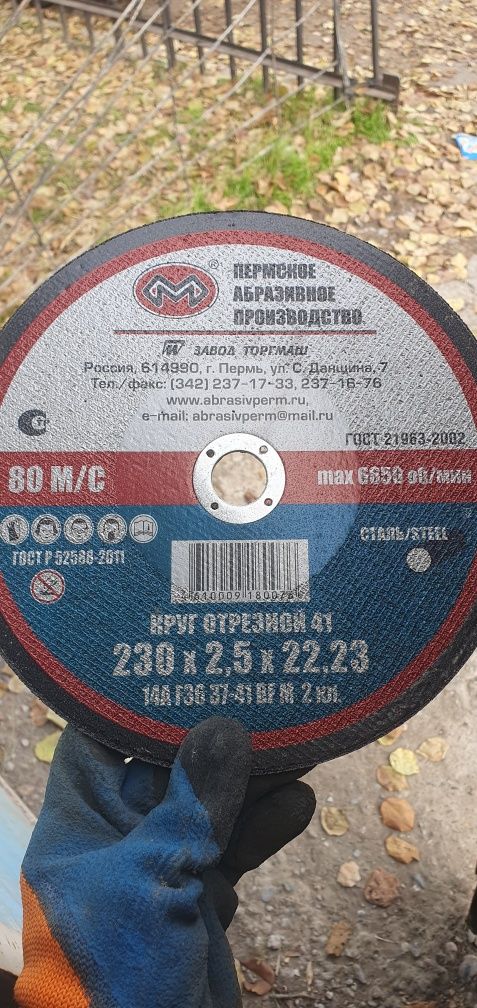 ®
ПЕРМСКОЕ
АБРАЗИВНОЕ
ПРОИЗВОДСТВО
ЗАВОД ТОРГМАШ
Россия, 614990, г. Пермь, ул. С. Данщина, 7
Тел./факс: (342) 237-17-33, 237-16-76
www.abrasivperm.ru,
e-mail: abrasivperm@mail.ru
ГОСТ 21963-2002
80 М/С
max 6650 об/мин
СТАЛЬ/STEEL
ГОСТ Р 52588-2011
КРУГ ОТРЕЗНОЙ 41
230 x 2,5 x 22,23
14A F36 37-41 BF М 2 кл.